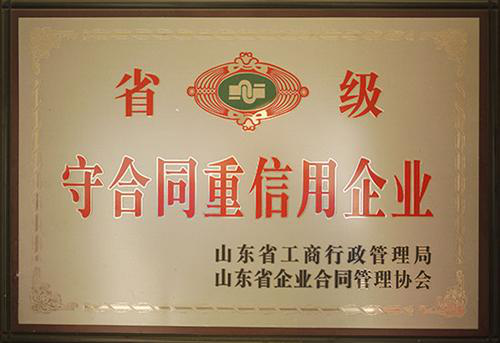 省 级
守合同重信用企业
山东省工商行政管理局
山东省企业合同管理协会